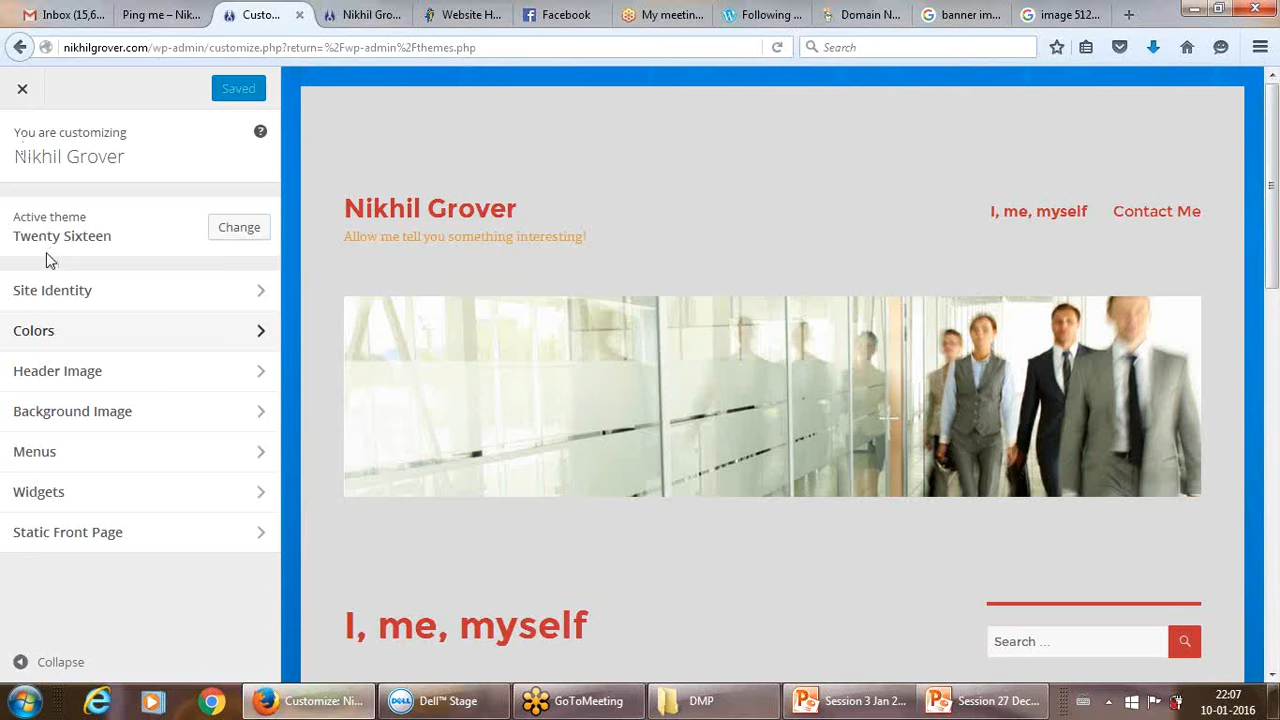 Inbox (15,6...
Ping me – Nik...
Custo...
Nikhil Gro...
Website H...
Facebook
My meetin...
Following ...
Domain N...
banner im...
image 512...
nikhilgrover.com/wp-admin/customize.php?return=%2Fwp-admin%2Fthemes.php
Search
Saved
You are customizing
Nikhil Grover
Active theme
Twenty Sixteen
Change
Site Identity
Colors
Header Image
Background Image
Menus
Widgets
Static Front Page
Collapse
Nikhil Grover
Allow me tell you something interesting!
I, me, myself
Contact Me
I, me, myself
Search ...
Customize: Ni...
DELL
Dell™ Stage
GoToMeeting
DMP
Session 3 Jan 2...
Session 27 Dec...
22:07
10-01-2016